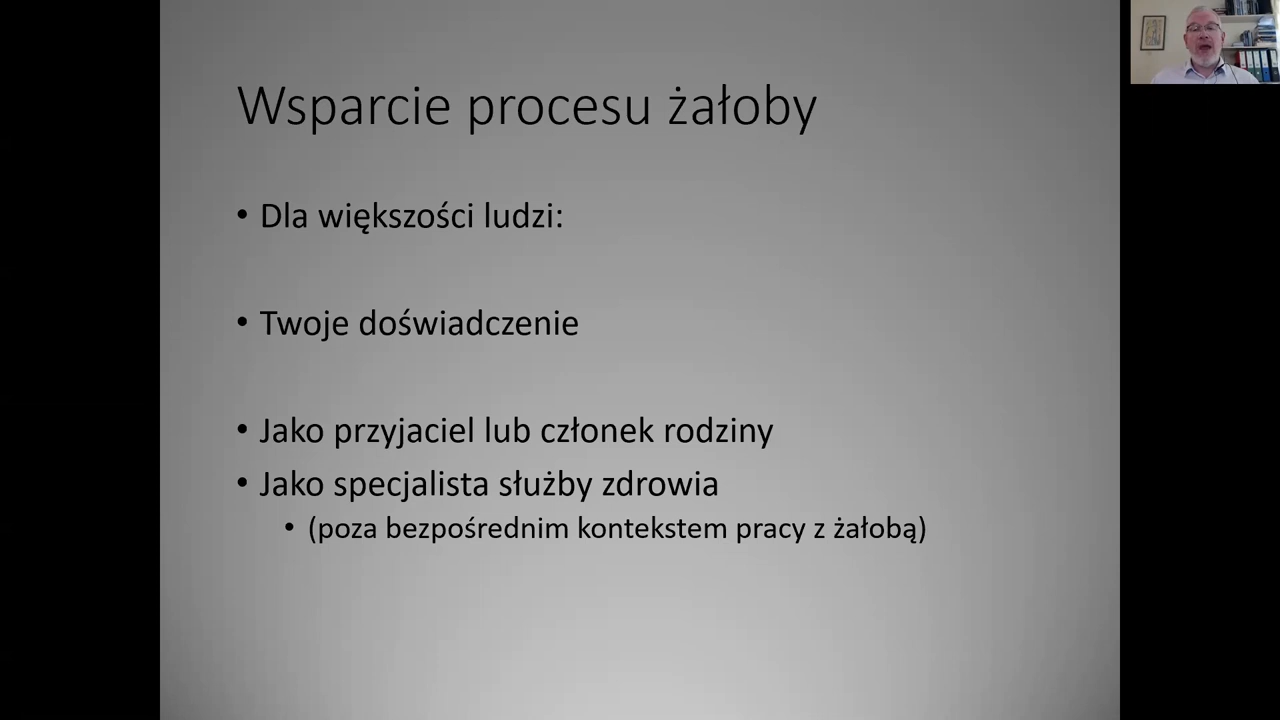 Wsparcie procesu żałoby
• Dla większości ludzi:
• Twoje doświadczenie
• Jako przyjaciel lub członek rodziny
• Jako specjalista służby zdrowia
• (poza bezpośrednim kontekstem pracy z żałobą)